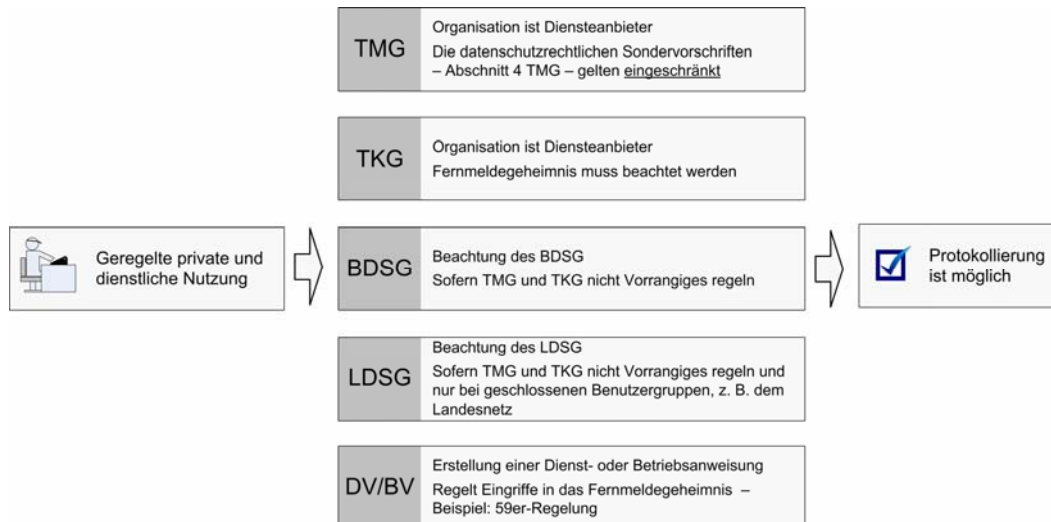 TMG
Organisation ist Diensteanbieter
Die datenschutzrechtlichen Sondervorschriften
– Abschnitt 4 TMG – gelten eingeschränkt
TKG
Organisation ist Diensteanbieter
Fernmeldegeheimnis muss beachtet werden
Geregelte private und
dienstliche Nutzung
BDSG
Beachtung des BDSG
Sofern TMG und TKG nicht Vorrangiges regeln
Protokollierung
ist möglich
LDSG
Beachtung des LDSG
Sofern TMG und TKG nicht Vorrangiges regeln und
nur bei geschlossenen Benutzergruppen, z. B. dem
Landesnetz
DV/BV
Erstellung einer Dienst- oder Betriebsanweisung
Regelt Eingriffe in das Fernmeldegeheimnis –
Beispiel: 59er-Regelung